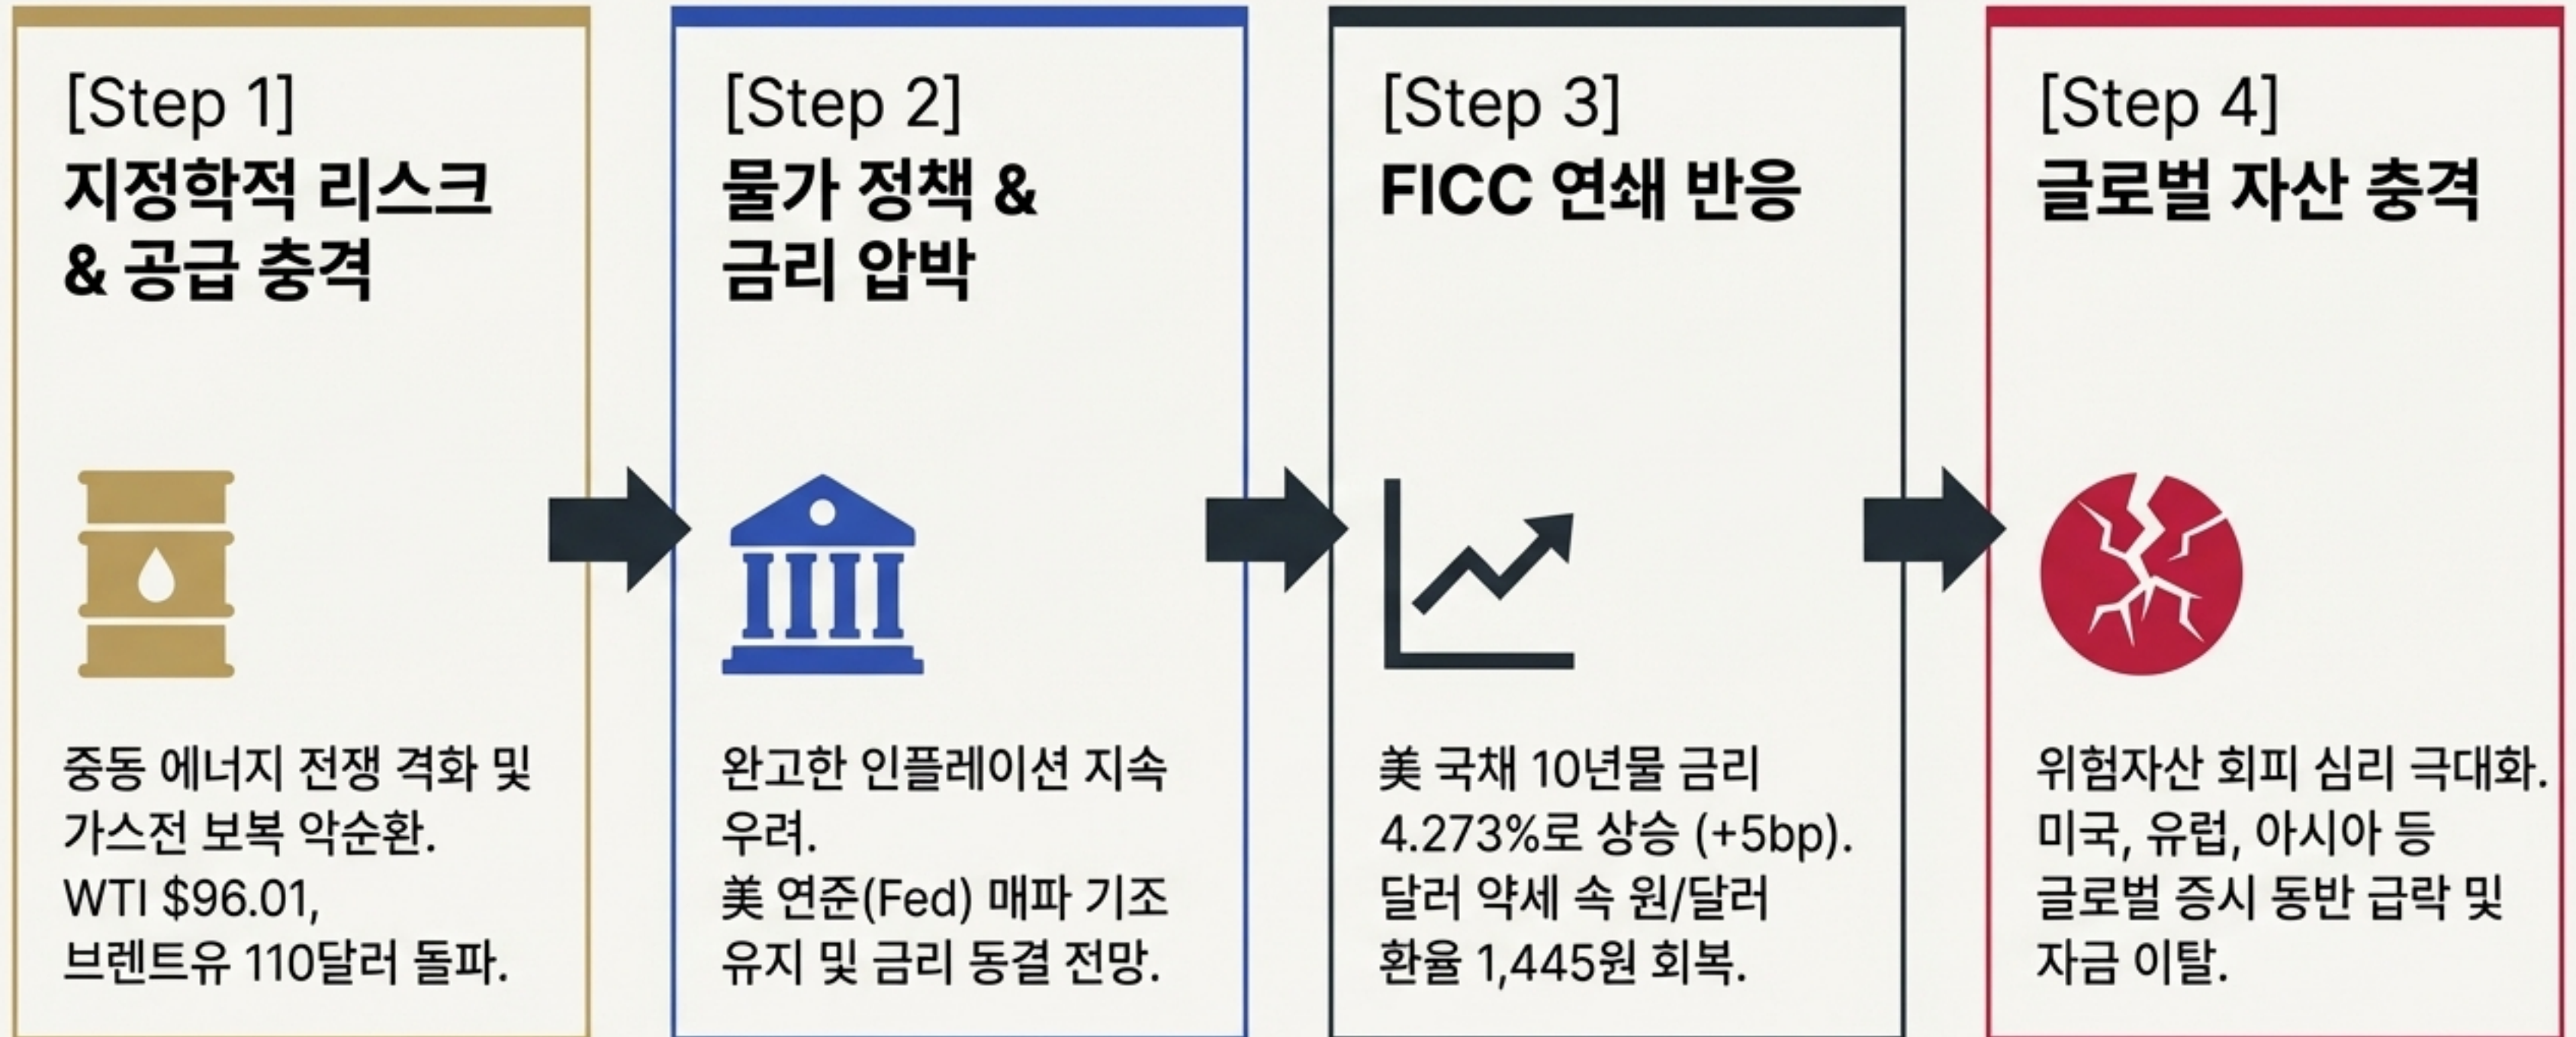 [Step 1]
지정학적 리스크
& 공급 충격
중동 에너지 전쟁 격화 및
가스전 보복 악순환.
WTI $96.01,
브렌트유 110달러 돌파.
[Step 2]
물가 정책 &
금리 압박
완고한 인플레이션 지속
우려.
美 연준(Fed) 매파 기조
유지 및 금리 동결 전망.
[Step 3]
FICC 연쇄 반응
美 국채 10년물 금리
4.273%로 상승 (+5bp).
달러 약세 속 원/달러
환율 1,445원 회복.
[Step 4]
글로벌 자산 충격
위험자산 회피 심리 극대화.
미국, 유럽, 아시아 등
글로벌 증시 동반 급락 및
자금 이탈.